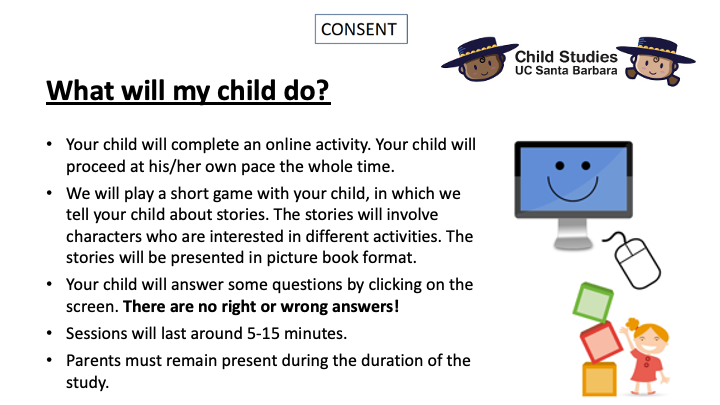 CONSENT
Child Studies
UC Santa Barbara
What will my child do?
• Your child will complete an online activity. Your child will
proceed at his/her own pace the whole time.
• We will play a short game with your child, in which we
tell your child about stories. The stories will involve
characters who are interested in different activities. The
stories will be presented in picture book format.
• Your child will answer some questions by clicking on the
screen. There are no right or wrong answers!
• Sessions will last around 5-15 minutes.
• Parents must remain present during the duration of the
study.